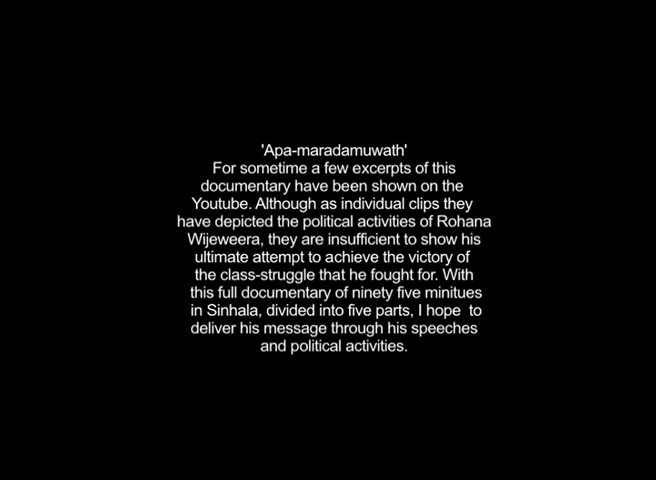 'Apa-maradamuwath'
For sometime a few excerpts of this
documentary have been shown on the
Youtube. Although as individual clips they
have depicted the political activities of Rohana
Wijeweera, they are insufficient to show his
ultimate attempt to achieve the victory of
the class-struggle that he fought for. With
this full documentary of ninety five minitues
in Sinhala, divided into five parts, I hope to
deliver his message through his speeches
and political activities.